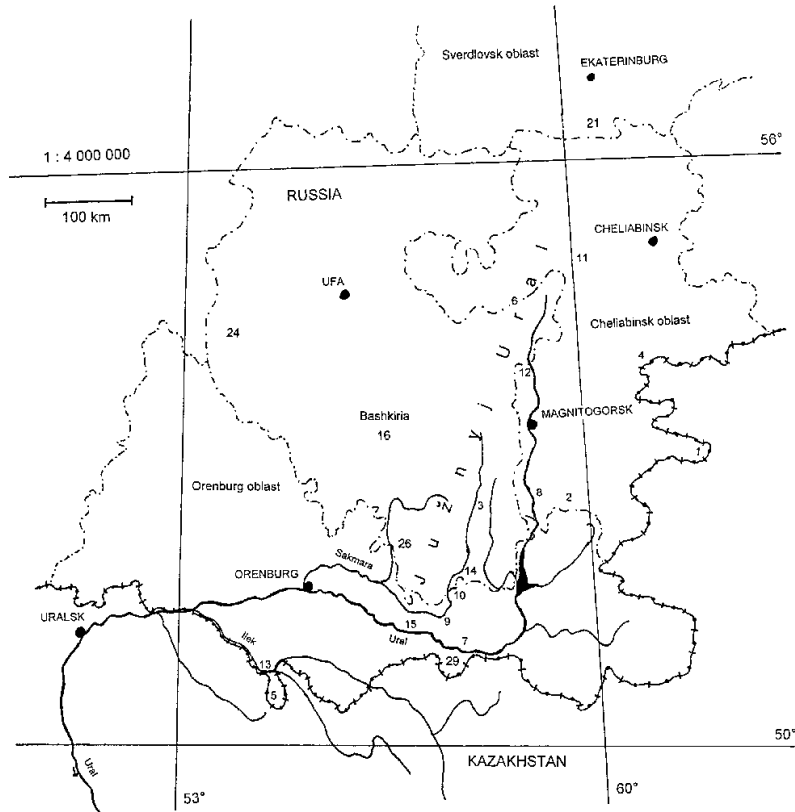 Sverdlovsk oblast
EKATERINBURG
21
56°
1 : 4 000 000
100 km
RUSSIA
CHELIABINSK
11
UFA
6
Cheliabinsk oblast
24
4
12
Bashkiria
16
MAGNITOGORSK
1
Orenburg oblast
3
8
2
Juznkij Ural
26
Sakmara
14
ORENBURG
10
URALSK
15
9
Ural
7
Ilek
29
13
5
50°
Ural
KAZAKHSTAN
53°
60°